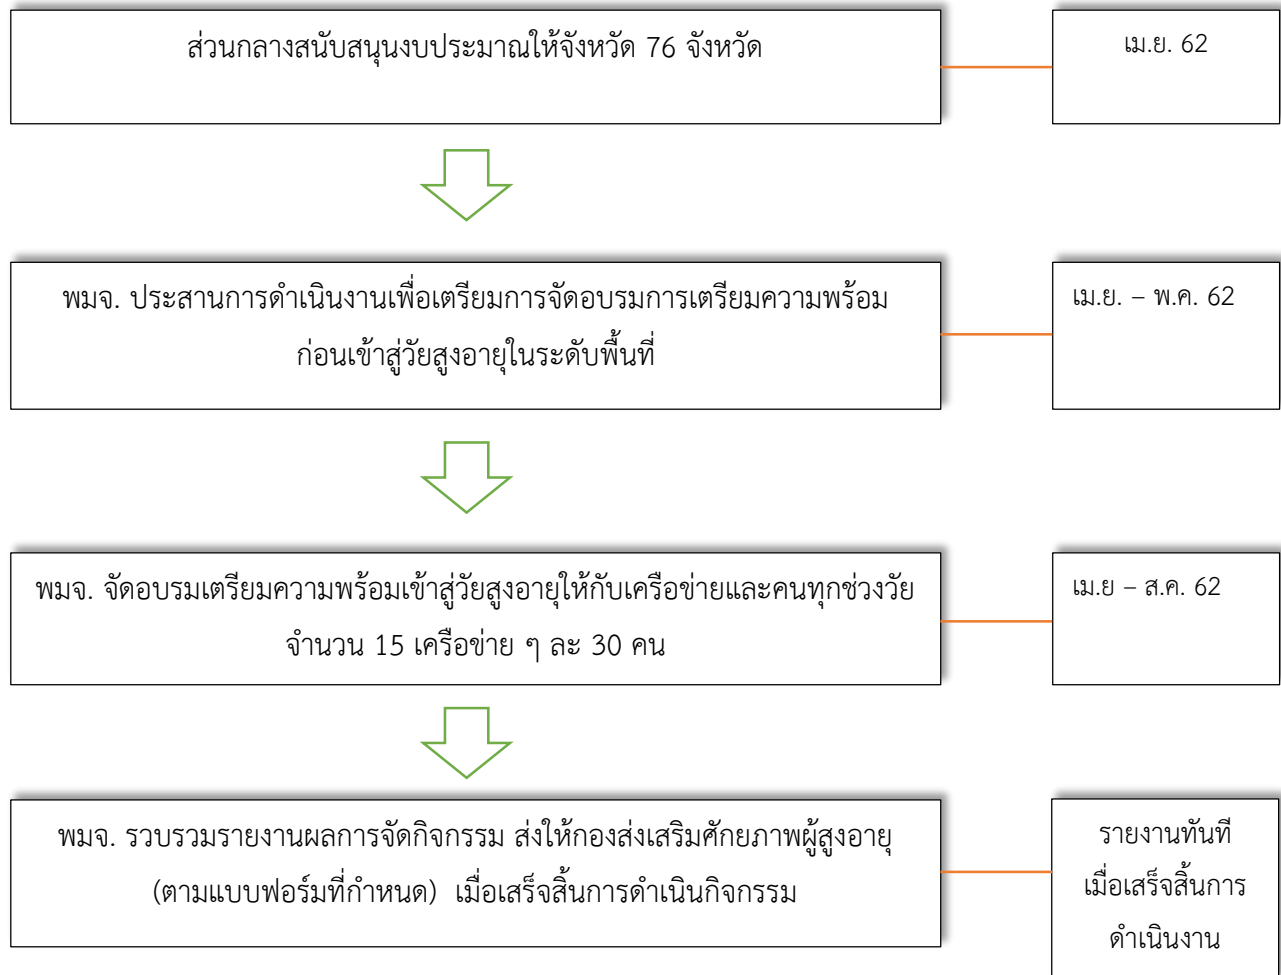 ส่วนกลางสนับสนุนงบประมาณให้จังหวัด 76 จังหวัด
เม.ย. 62
พมจ. ประสานการดำเนินงานเพื่อเตรียมการจัดอบรมการเตรียมความพร้อม
ก่อนเข้าสู่วัยสูงอายุในระดับพื้นที่
เม.ย. – พ.ค. 62
พมจ. จัดอบรมเตรียมความพร้อมเข้าสู่วัยสูงอายุให้กับเครือข่ายและคนทุกช่วงวัย
จำนวน 15 เครือข่าย ๆ ละ 30 คน
เม.ย – ส.ค. 62
พมจ. รวบรวมรายงานผลการจัดกิจกรรม ส่งให้กองส่งเสริมศักยภาพผู้สูงอายุ
(ตามแบบฟอร์มที่กำหนด) เมื่อเสร็จสิ้นการดำเนินกิจกรรม
รายงานทันที
เมื่อเสร็จสิ้นการ
ดำเนินงาน